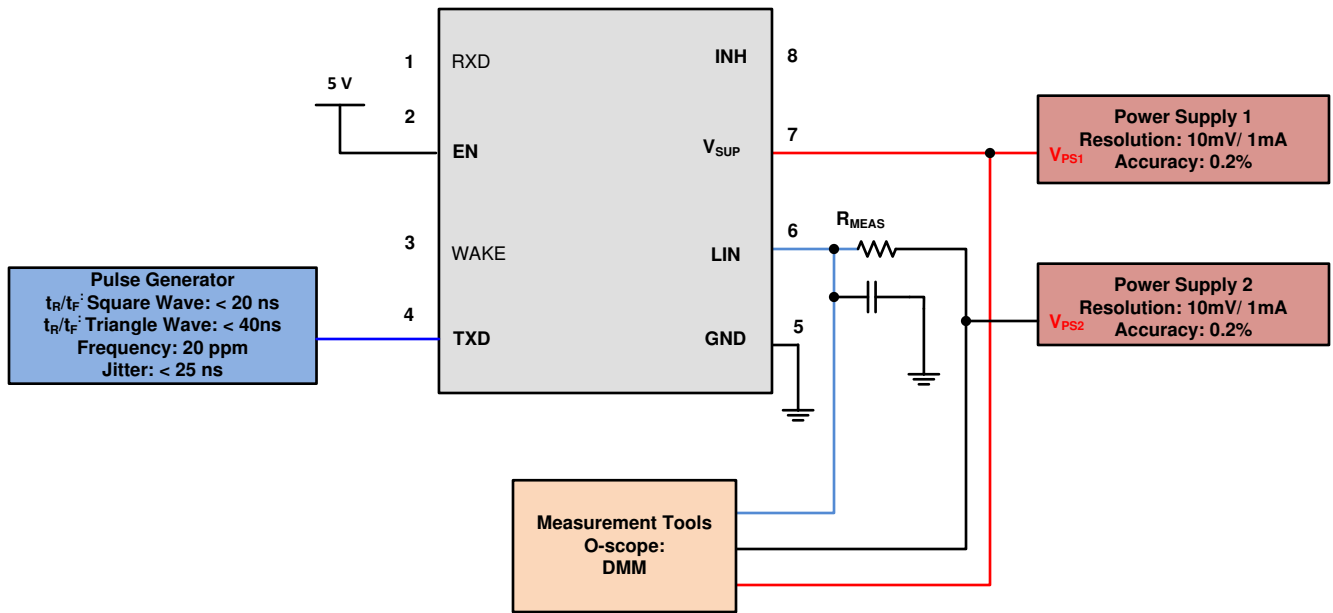 1
RXD
INH
8
5 V
2
EN
VSUP
7
Power Supply 1
Resolution: 10mV/ 1mA
VPS1
Accuracy: 0.2%
3
WAKE
LIN
6
RMEAS
Pulse Generator
tR/tF: Square Wave: < 20 ns
tR/tF: Triangle Wave: < 40ns
Frequency: 20 ppm
Jitter: < 25 ns
4
TXD
GND
5
Power Supply 2
Resolution: 10mV/ 1mA
VPS2
Accuracy: 0.2%
Measurement Tools
O-scope:
DMM